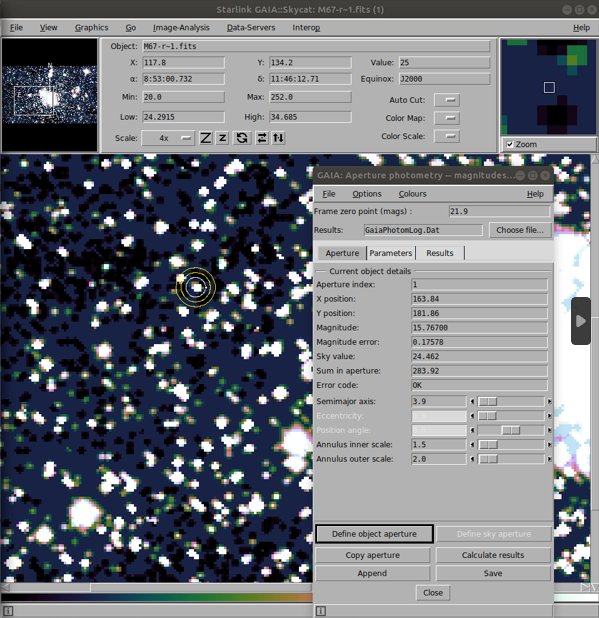 Starlink GAIA::Skycat: M67-r~1.fits (1)
File View Graphics Go Image-Analysis Data-Servers Interop Help
Object: M67-r~1.fits
X: 117.8 Y: 134.2 Value: 25
α: 8:53:00.732 δ: 11:46:12.71 Equinox: J2000
Min: 20.0 Max: 252.0 Auto Cut:
Low: 24.2915 High: 34.685 Color Map:
Scale: 4x Z Z z Color Scale:
Zoom
GAIA: Aperture photometry -- magnitudes...
File Options Colours Help
Frame zero point (mags) : 21.9
Results: GaiaPhotomLog.Dat Choose file...
Aperture Parameters Results
Current object details
Aperture index: 1
X position: 163.84
Y position: 181.86
Magnitude: 15.76700
Magnitude error: 0.17578
Sky value: 24.462
Sum in aperture: 283.92
Error code: OK
Semimajor axis: 3.9
Eccentricity:
Position angle:
Annulus inner scale: 1.5
Annulus outer scale: 2.0
Define object aperture Define sky aperture
Copy aperture Calculate results
Append Save
Close